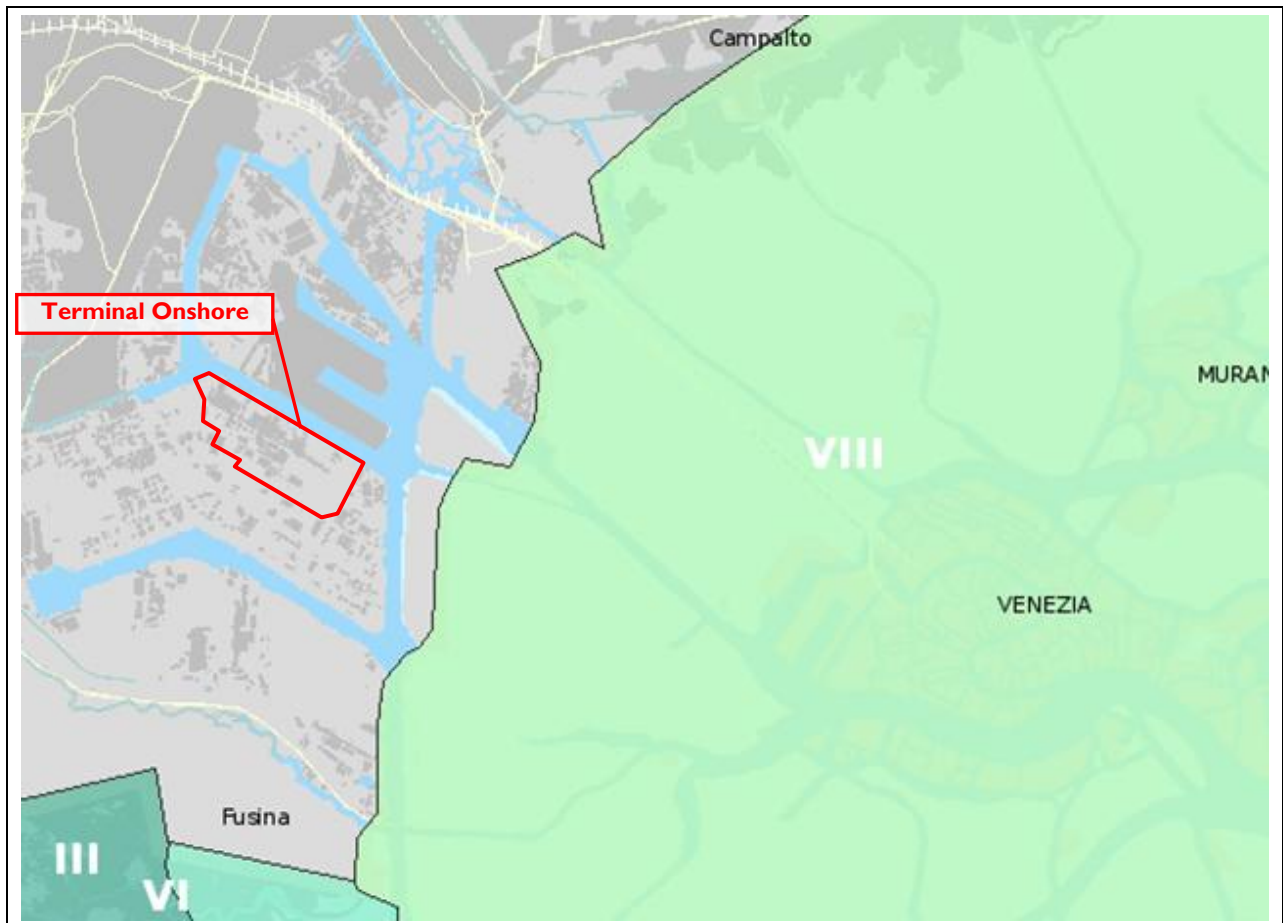 Campalto
Terminal Onshore
MURAN
VIII
VENEZIA
Fusina
III
VI